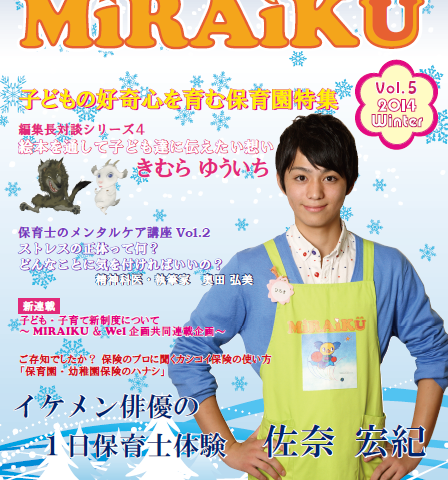 MiRAiKU
Vol.5
2014
Winter
子どもの好奇心を育む保育園特集
編集長対談シリーズ4
絵本を通して子ども達に伝えたい想い
きむら ゆういち
保育士のメンタルケア講座 Vol.2
ストレスの正体って何？
どんなことに気を付ければいいの？
精神科医・執筆家 奥田 弘美
新連載
子ども・子育て新制度について
～ MIRAIKU & Wel 企画共同連載企画～
ご存知でしたか？ 保険のプロに聞くカシコイ保険の使い方
「保育園・幼稚園保険のハナシ」
MIRAIKU
イケメン俳優の
１日保育士体験 佐奈 宏紀